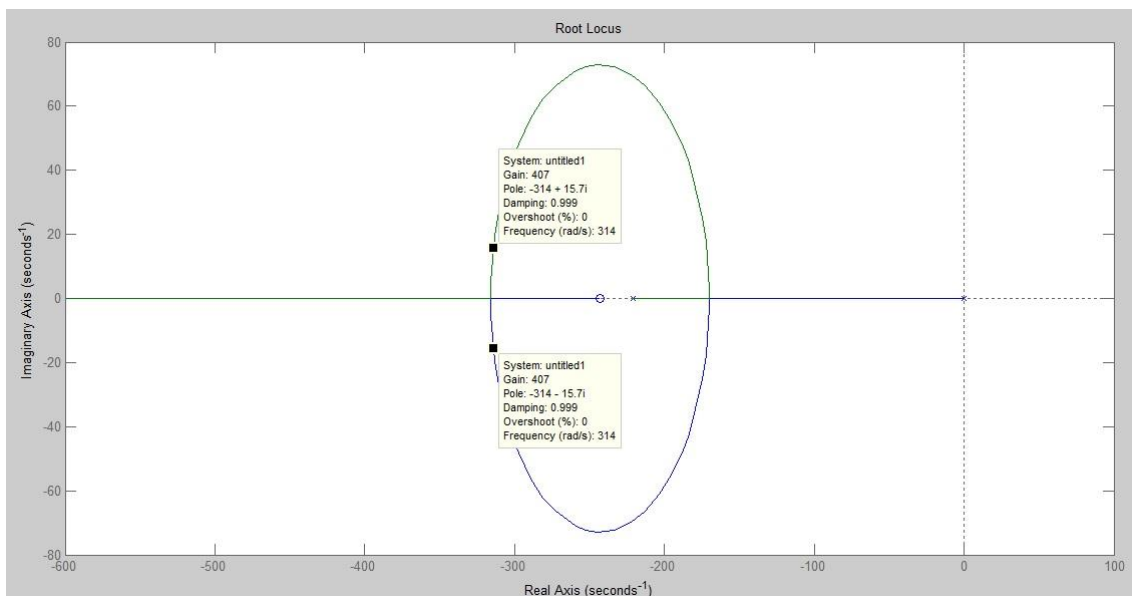 Root Locus
80
60
40
20
0
-20
-40
-60
-80
Imaginary Axis (seconds-1)
System: untitled1
Gain: 407
Pole: -314 + 15.7i
Damping: 0.999
Overshoot (%): 0
Frequency (rad/s): 314
System: untitled1
Gain: 407
Pole: -314 - 15.7i
Damping: 0.999
Overshoot (%): 0
Frequency (rad/s): 314
-600 -500 -400 -300 -200 -100 0 100
Real Axis (seconds-1)